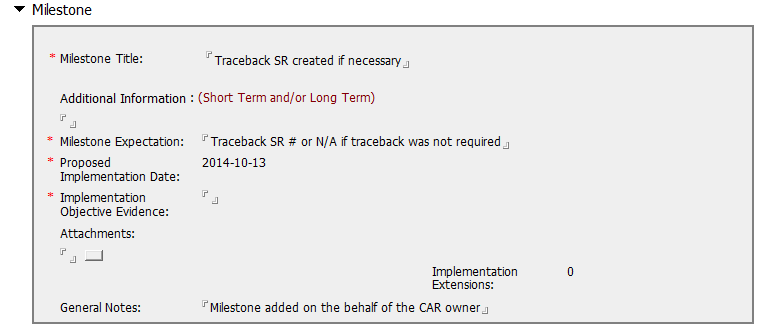 Milestone
* Milestone Title: Traceback SR created if necessary
Additional Information : (Short Term and/or Long Term)
* Milestone Expectation: Traceback SR # or N/A if traceback was not required
* Proposed 2014-10-13
Implementation Date:
* Implementation
Objective Evidence:
Attachments:
Implementation 0
Extensions:
General Notes: Milestone added on the behalf of the CAR owner